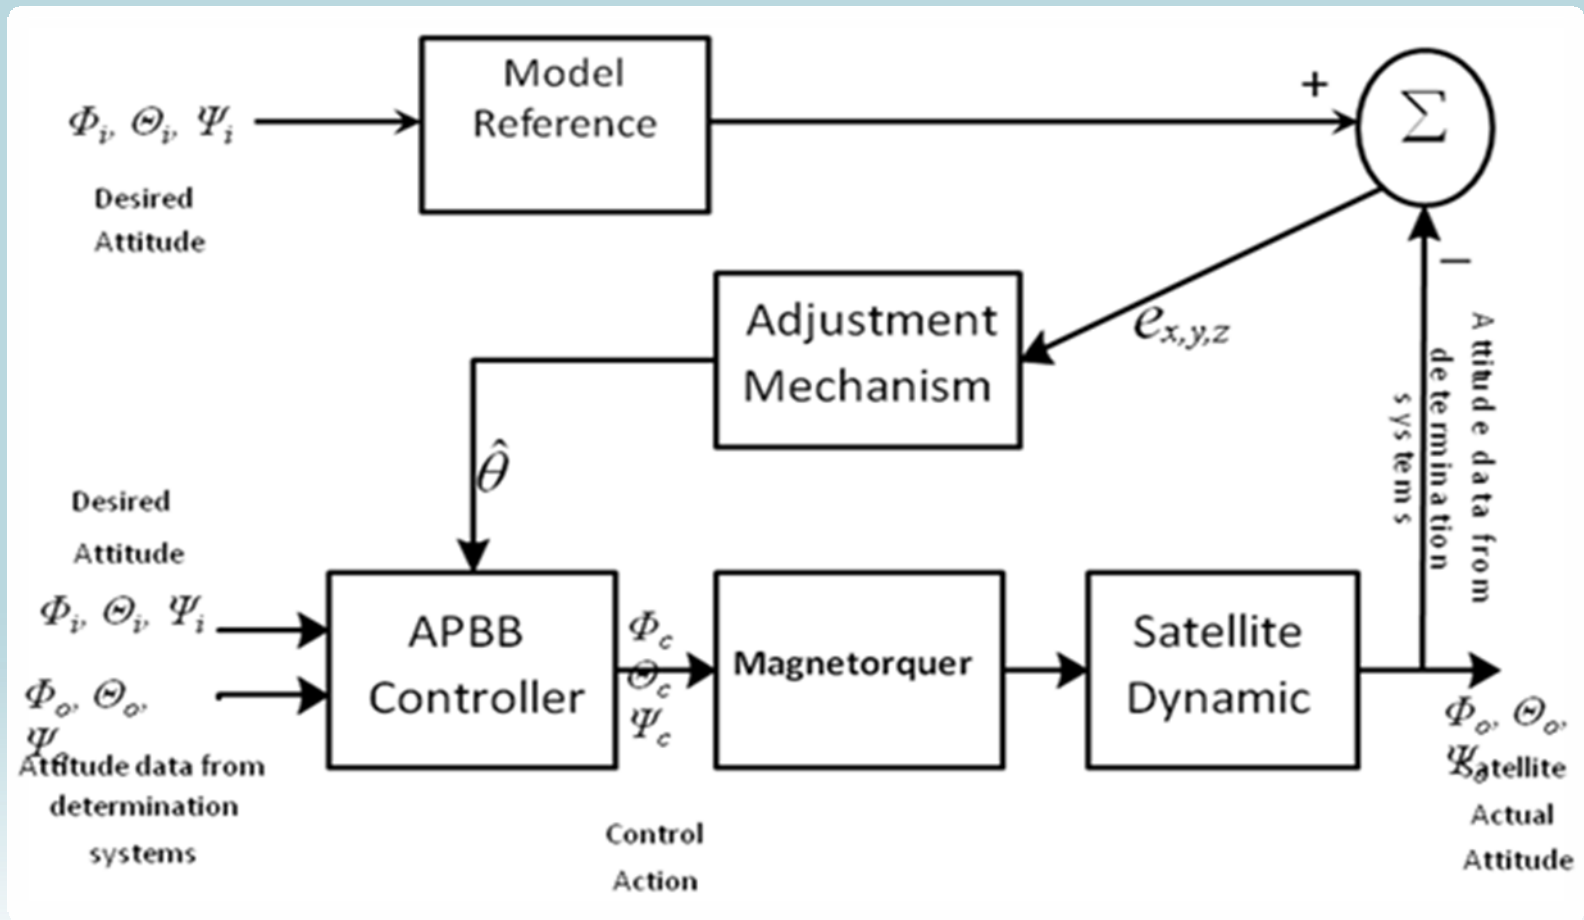 Model
Reference
+
Σ
Φi, Θi, Ψi
Desired
Attitude
−
Adjustment
Mechanism
ex,y,z
Attitude data from
determination
systems
θ̂
Desired
Attitude
Φi, Θi, Ψi
Φo, Θo,
Ψo
Attitude data from
determination
systems
APBB
Controller
Φc
Θc
Ψc
Control
Action
Magnetorquer
Satellite
Dynamic
Φo, Θo,
Ψo
Satellite
Actual
Attitude